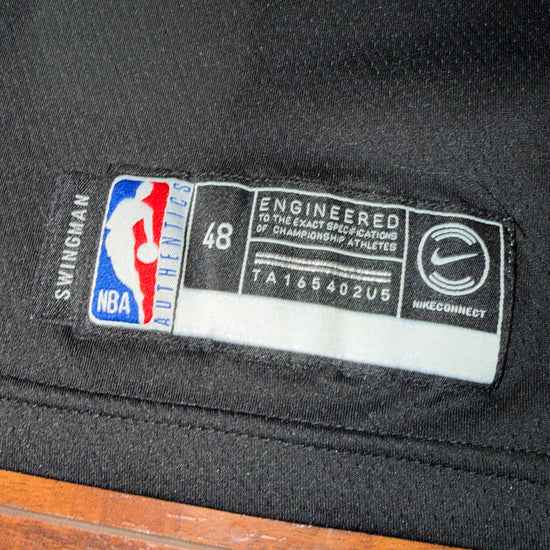 SWINGMAN
NBA
AUTHENTICS
48
ENGINEERED
TO THE EXACT SPECIFICATIONS
OF CHAMPIONSHIP ATHLETES
TA165402U5
NIKECONNECT